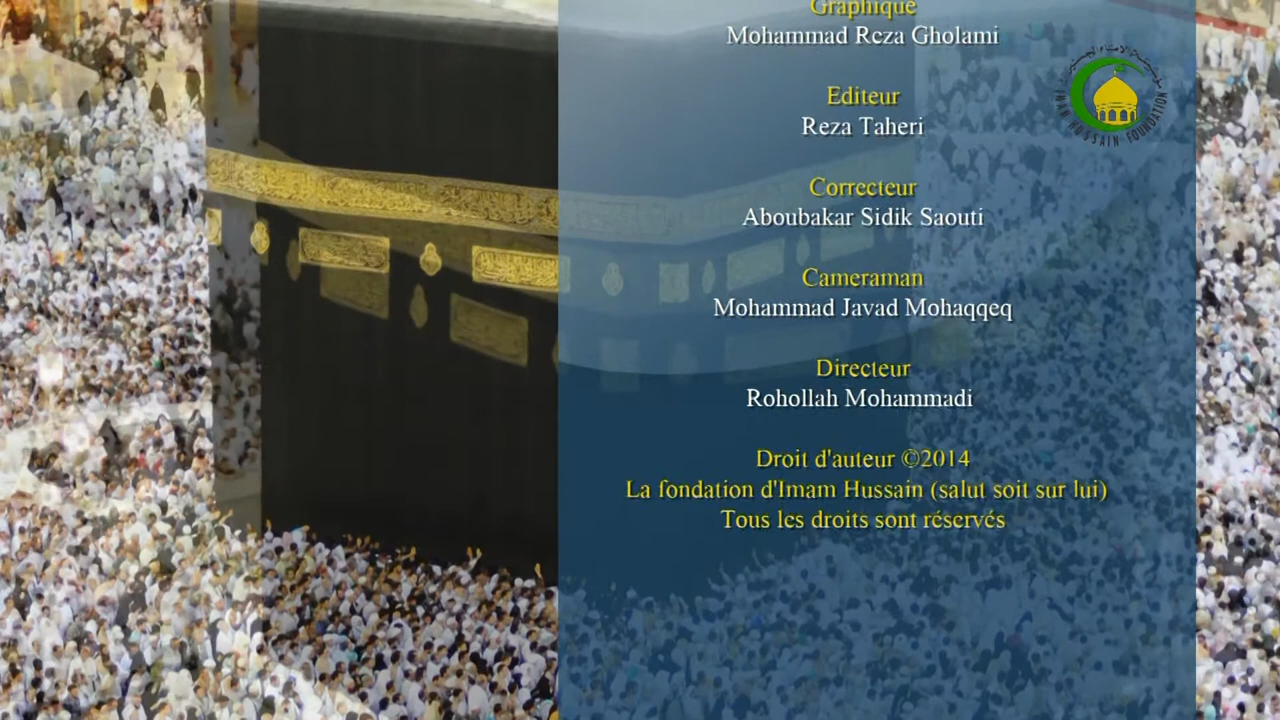 Graphique
Mohammad Reza Gholami
Editeur
Reza Taheri
Correcteur
Aboubakar Sidik Saouti
Cameraman
Mohammad Javad Mohaqqeq
Directeur
Rohollah Mohammadi
Droit d'auteur ©2014
La fondation d'Imam Hussain (salut soit sur lui)
Tous les droits sont réservés
IMAM HUSSAIN FOUNDATION